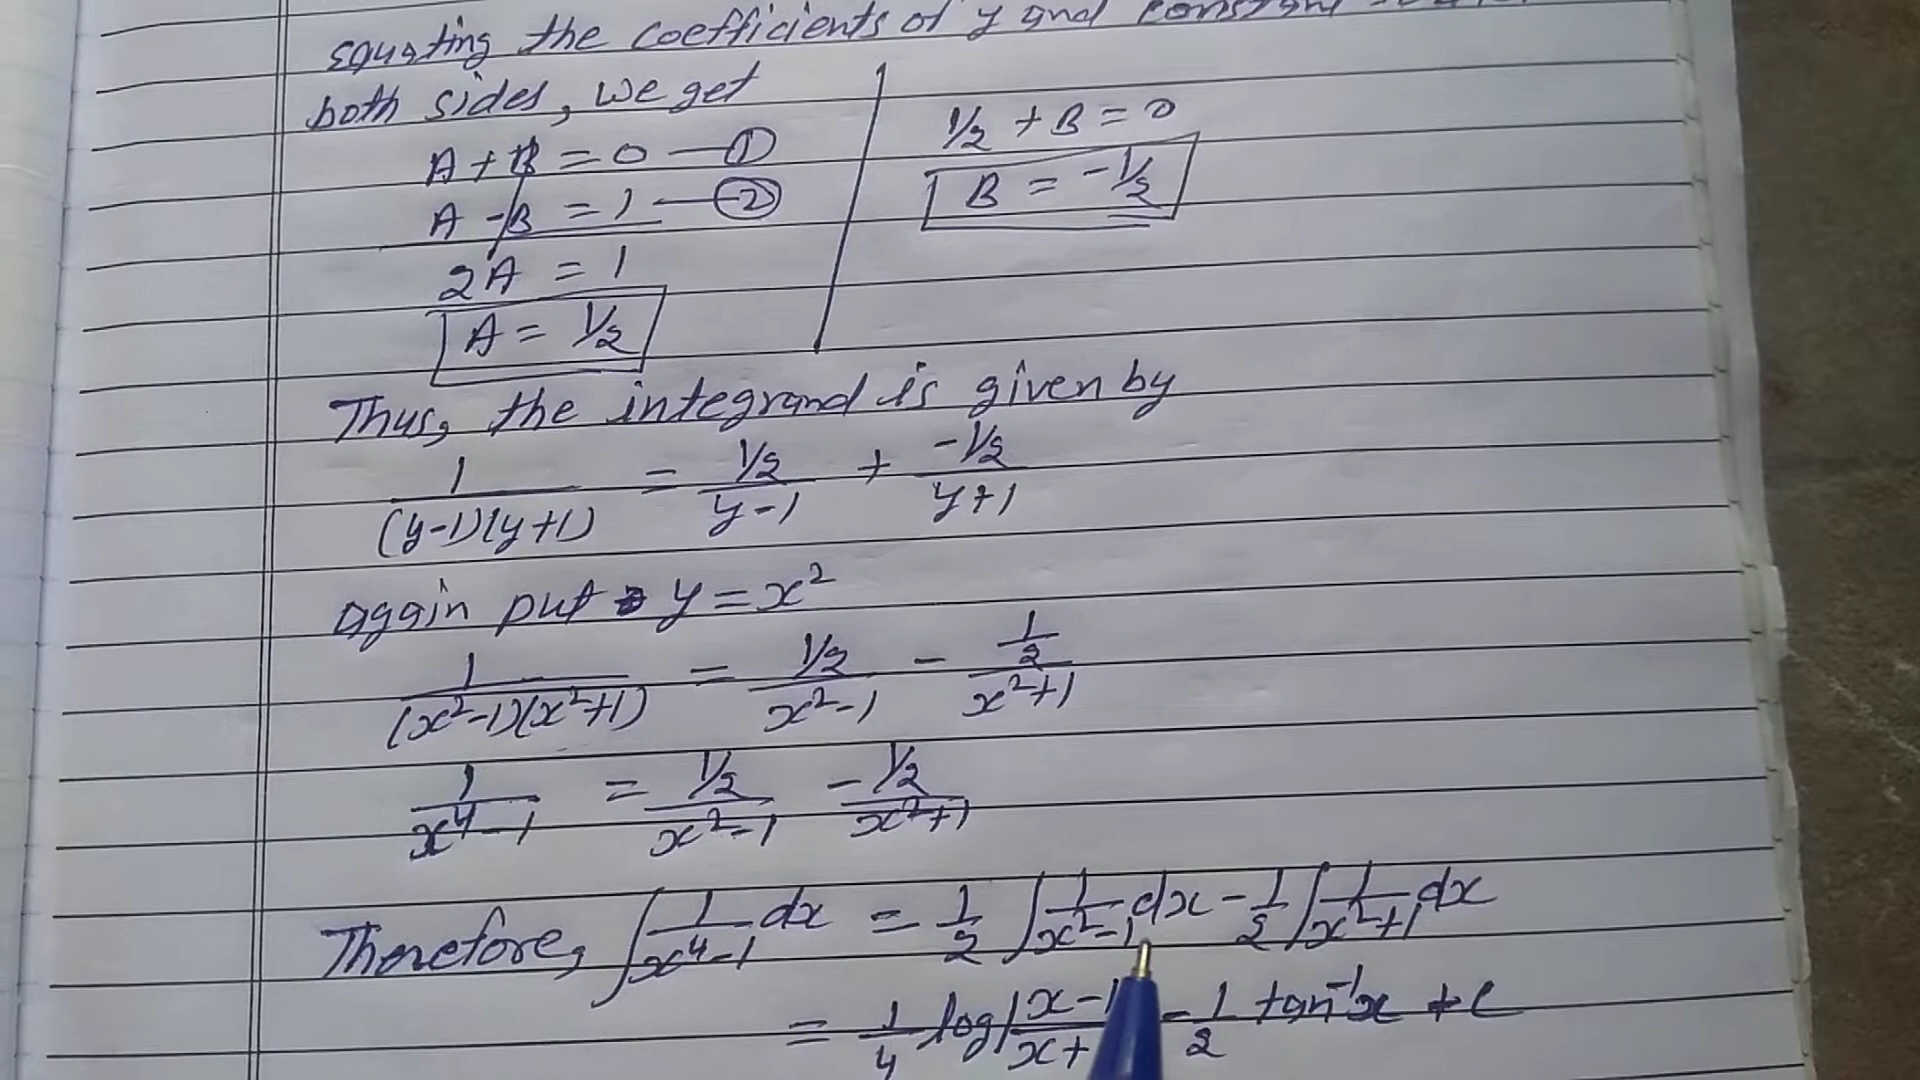 equating the coefficients of y and constant
both sides, we get
A + B = 0 — ①
A - B = 1 — ②
2A = 1
A = 1/2
1/2 + B = 0
B = -1/2
Thus, the integrand is given by
1/(y-1)(y+1) = 1/2/y-1 + -1/2/y+1
again put y = x²
1/(x²-1)(x²+1) = 1/2/x²-1 - 1/2/x²+1
1/x⁴-1 = 1/2/x²-1 - 1/2/x²+1
Therefore, ∫ 1/x⁴-1 dx = 1/2 ∫ 1/x²-1 dx - 1/2 ∫ 1/x²+1 dx
= 1/4 log |x-1/x+ - 1/2 tan⁻¹x + C